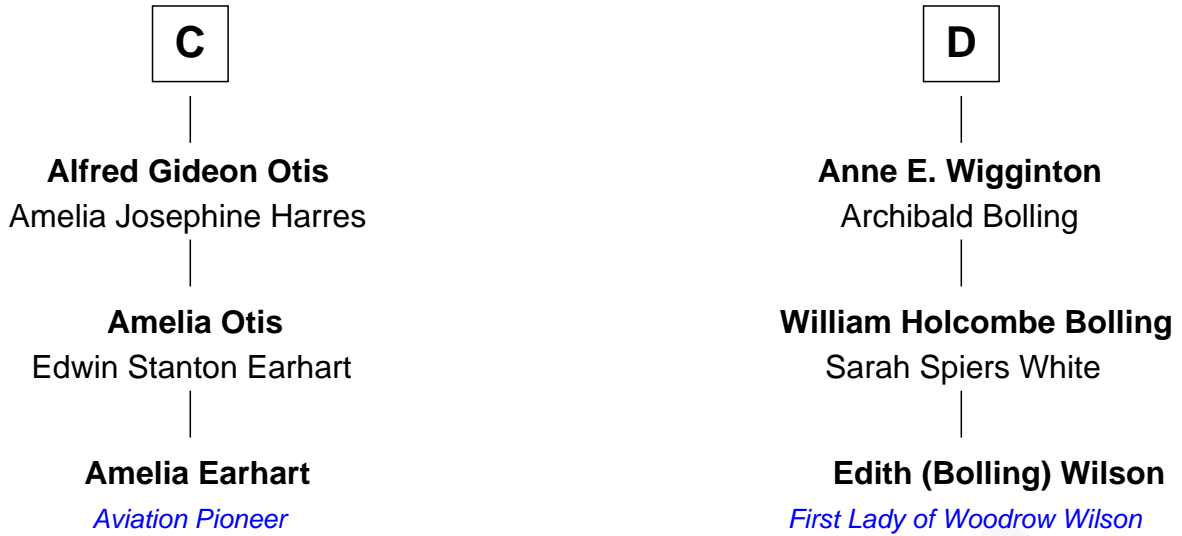 C
Alfred Gideon Otis
Amelia Josephine Harres
Amelia Otis
Edwin Stanton Earhart
Amelia Earhart
Aviation Pioneer
D
Anne E. Wigginton
Archibald Bolling
William Holcombe Bolling
Sarah Spiers White
Edith (Bolling) Wilson
First Lady of Woodrow Wilson